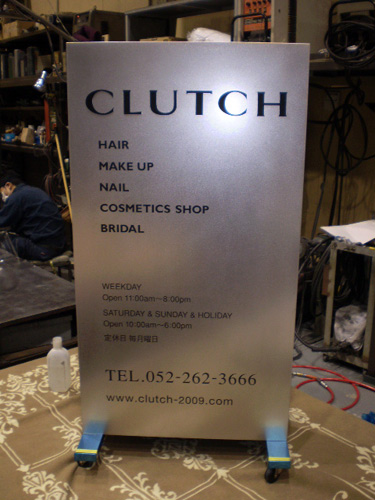 CLUTCH
HAIR
MAKE UP
NAIL
COSMETICS SHOP
BRIDAL
WEEKDAY
Open 11:00am~8:00pm
SATURDAY & SUNDAY & HOLIDAY
Open 10:00am~6:00pm
定休日 毎月曜日
TEL.052-262-3666
www.clutch-2009.com